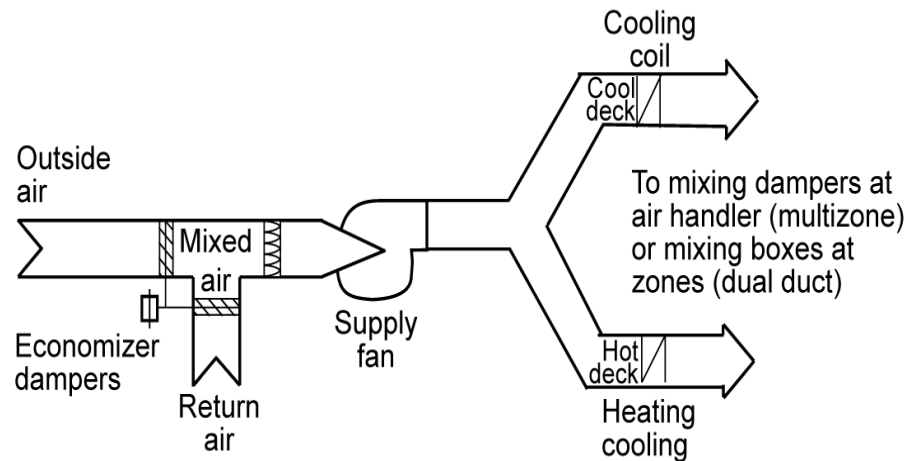 Cooling
coil
Cool
deck
Outside
air
Mixed
air
To mixing dampers at
air handler (multizone)
or mixing boxes at
zones (dual duct)
Economizer
dampers
Supply
fan
Return
air
Hot
deck
Heating
cooling